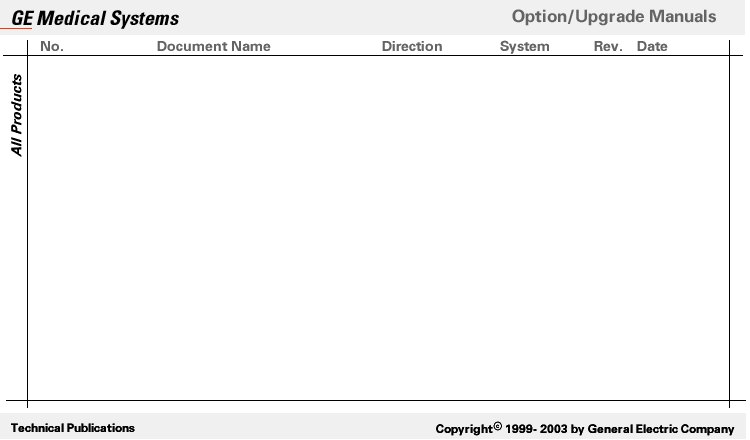 GE Medical Systems Option/Upgrade Manuals
No. Document Name Direction System Rev. Date
All Products
Technical Publications Copyright© 1999- 2003 by General Electric Company